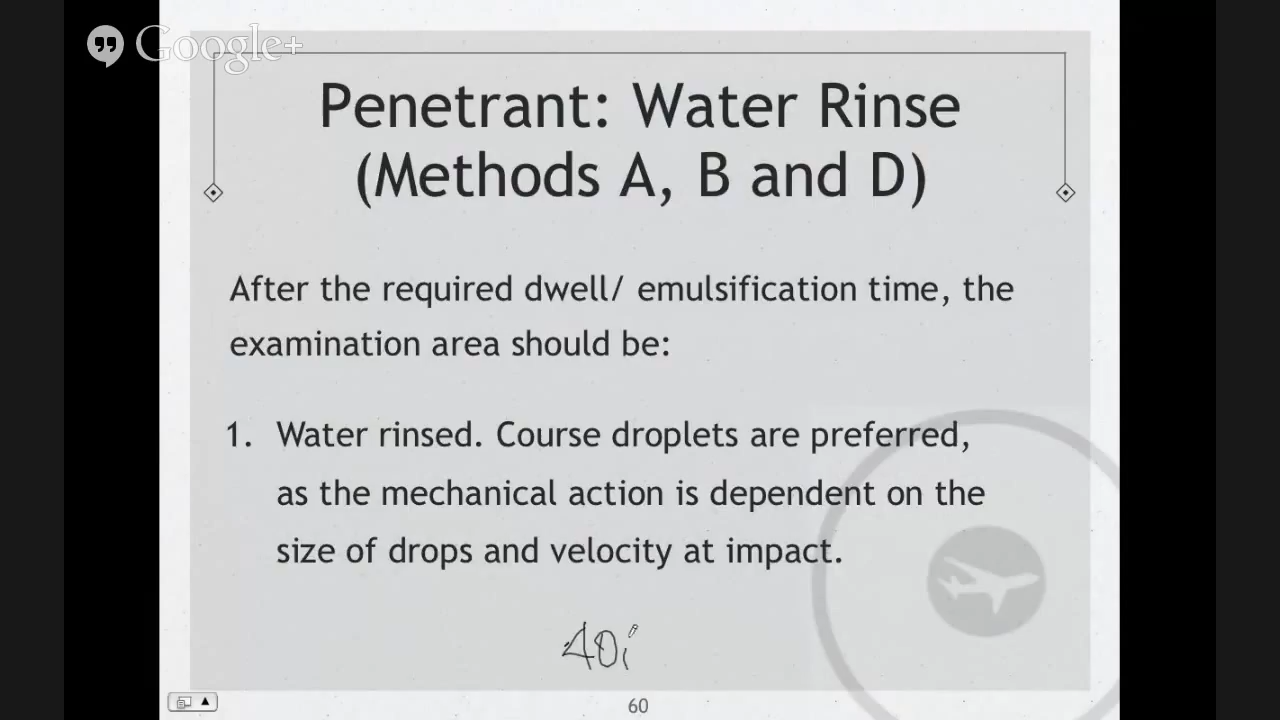 Google+
Penetrant: Water Rinse
(Methods A, B and D)
After the required dwell/ emulsification time, the
examination area should be:
1. Water rinsed. Course droplets are preferred,
as the mechanical action is dependent on the
size of drops and velocity at impact.
40
60